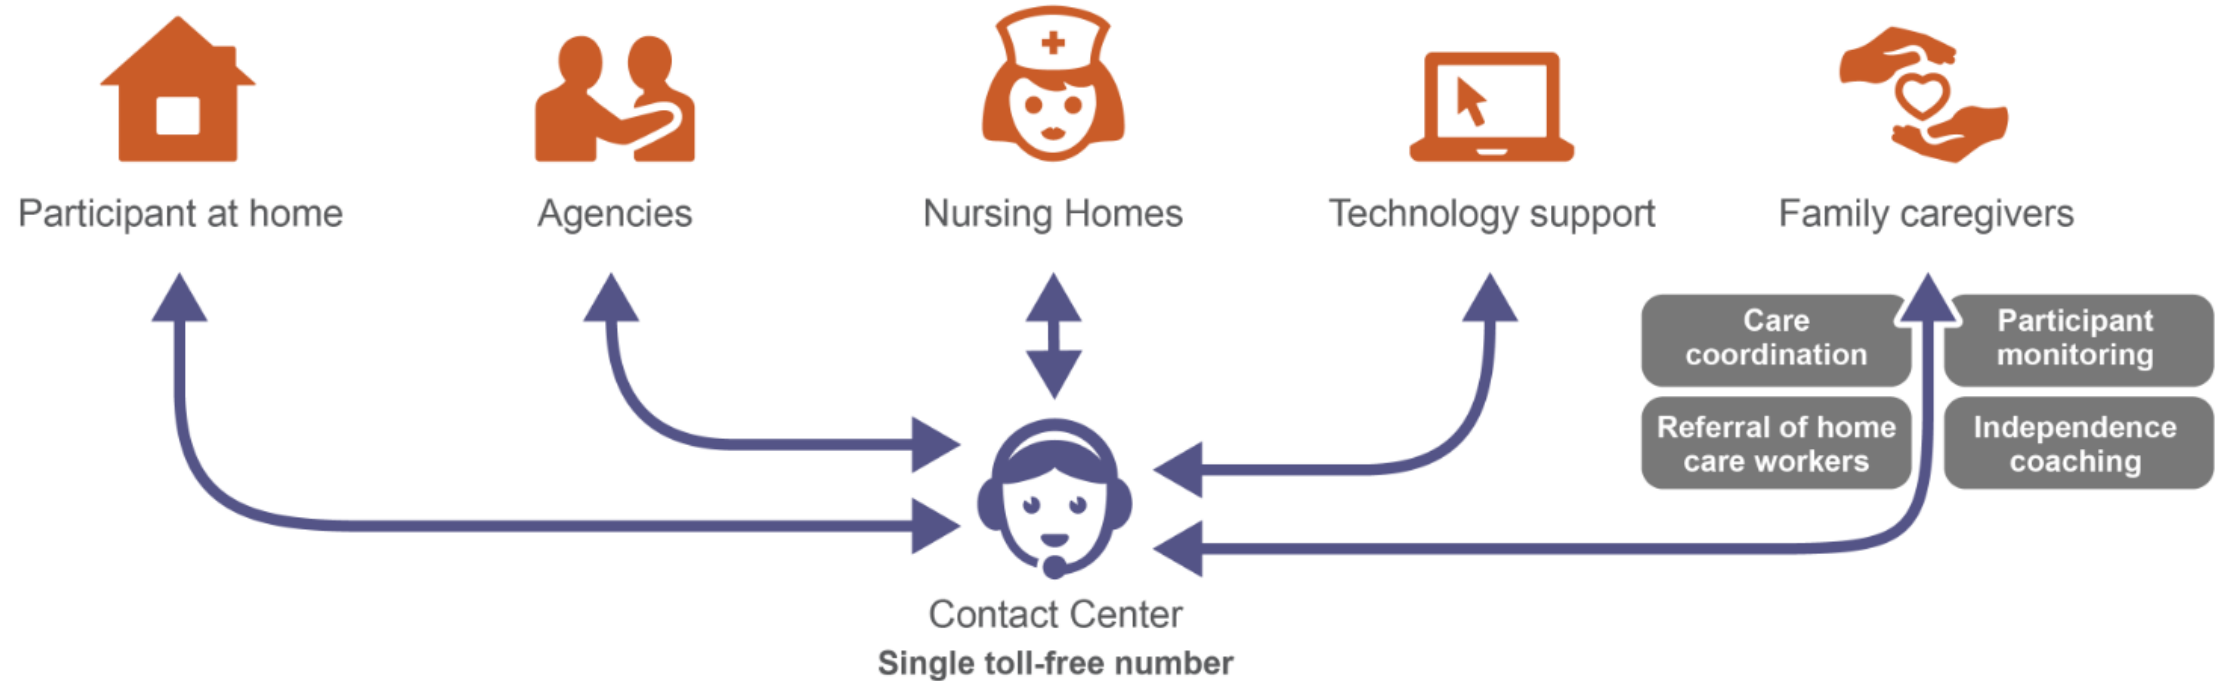 Participant at home
Agencies
Nursing Homes
Technology support
Family caregivers
Care
coordination
Participant
monitoring
Referral of home
care workers
Independence
coaching
Contact Center
Single toll-free number